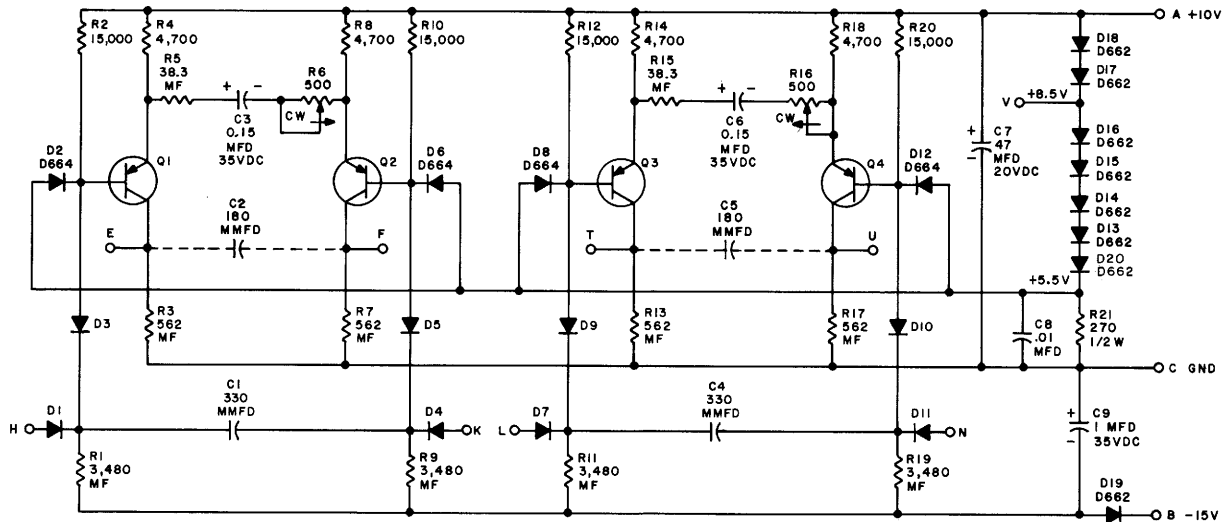 R2
15,000
R4
4,700
R5
38.3
MF
R8
4,700
R10
15,000
R6
500
CW
C3
0.15
MFD
35VDC
+ -
D2
D664
Q1
Q2
D6
D664
C2
180
MMFD
E
F
R3
562
MF
R7
562
MF
D3
D5
H
D1
C1
330
MMFD
D4
K
R1
3,480
MF
R9
3,480
MF
R12
15,000
R14
4,700
R15
38.3
MF
R18
4,700
R20
15,000
R16
500
CW
C6
0.15
MFD
35VDC
+ -
D8
D664
Q3
Q4
D12
D664
C5
180
MMFD
T
U
R13
562
MF
R17
562
MF
D9
D10
L
D7
C4
330
MMFD
D11
N
R11
3,480
MF
R19
3,480
MF
A +10V
D18
D662
D17
D662
V
+8.5V
+
C7
47
MFD
20VDC
-
D16
D662
D15
D662
D14
D662
D13
D662
D20
D662
+5.5V
C8
.01
MFD
R21
270
1/2 W
C GND
+
C9
1 MFD
35VDC
-
D19
D662
B -15V